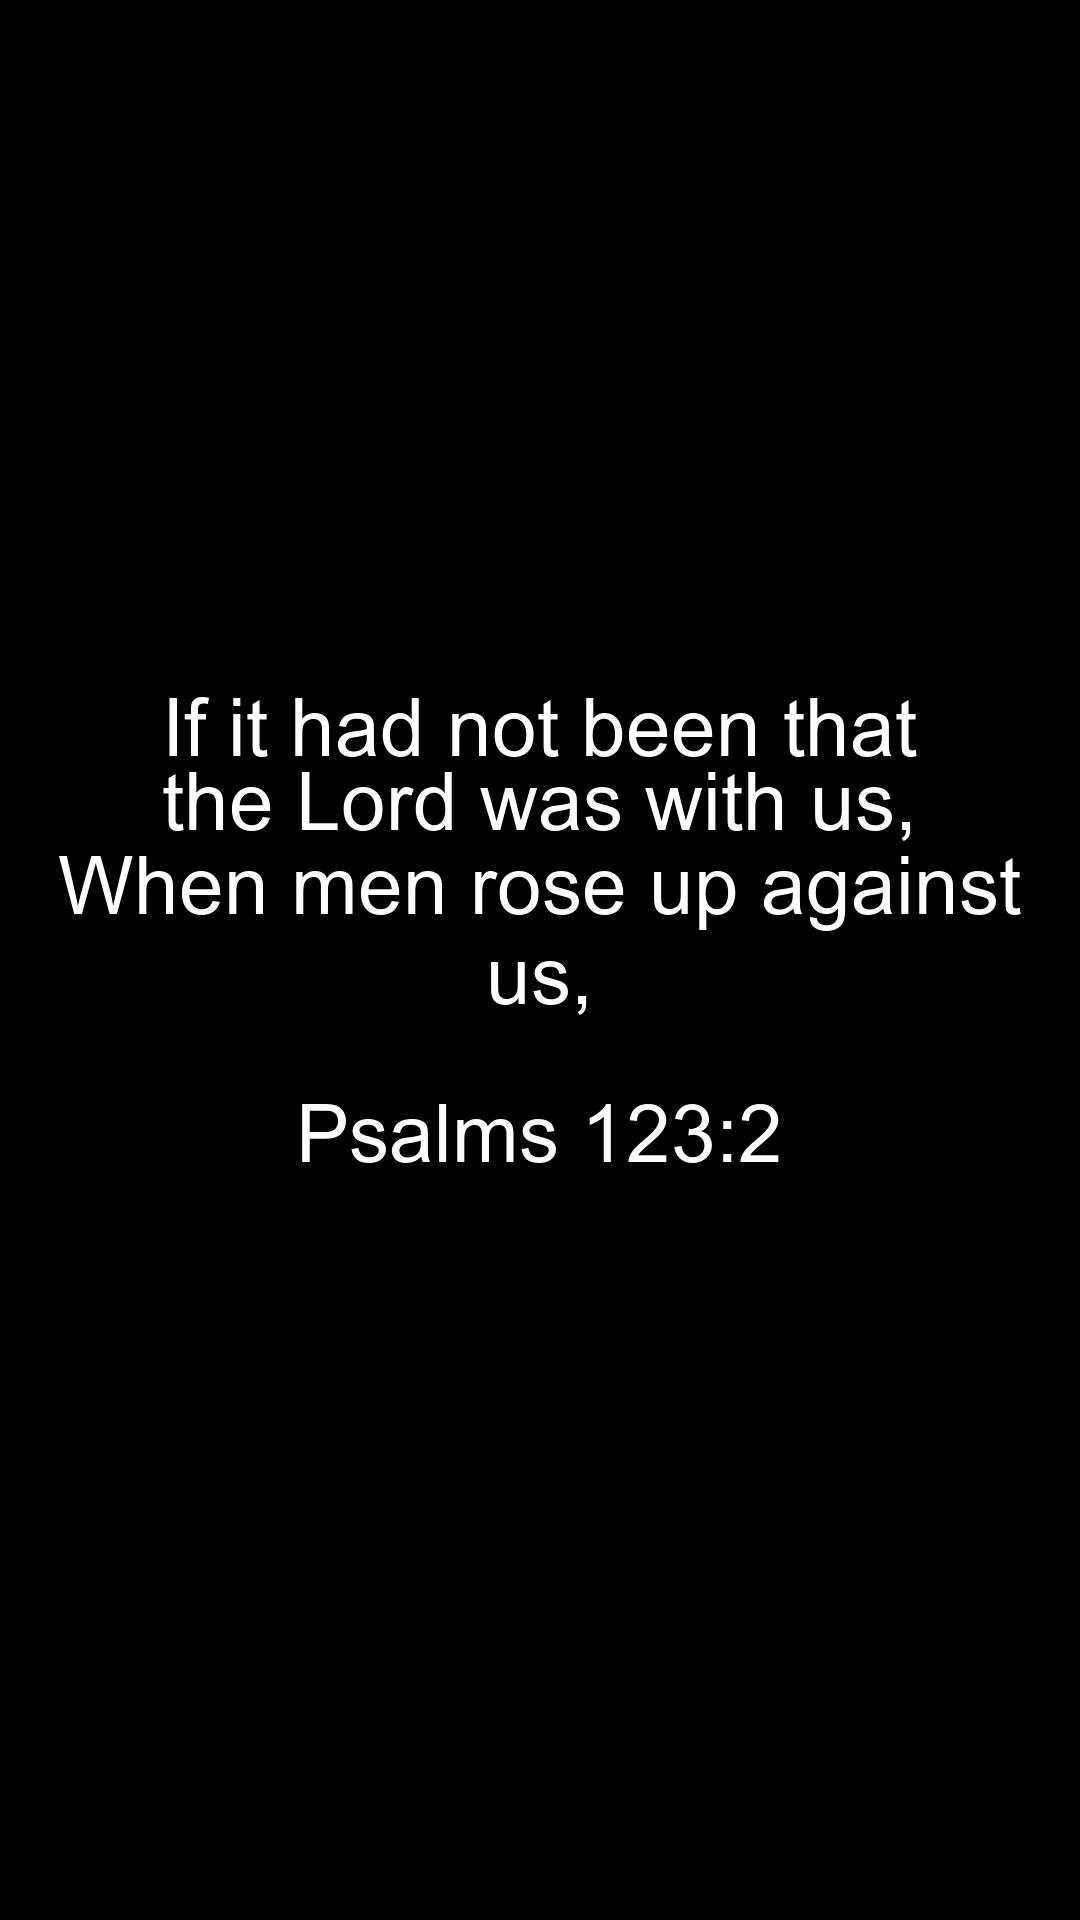 If it had not been that
the Lord was with us,
When men rose up against
us,
Psalms 123:2